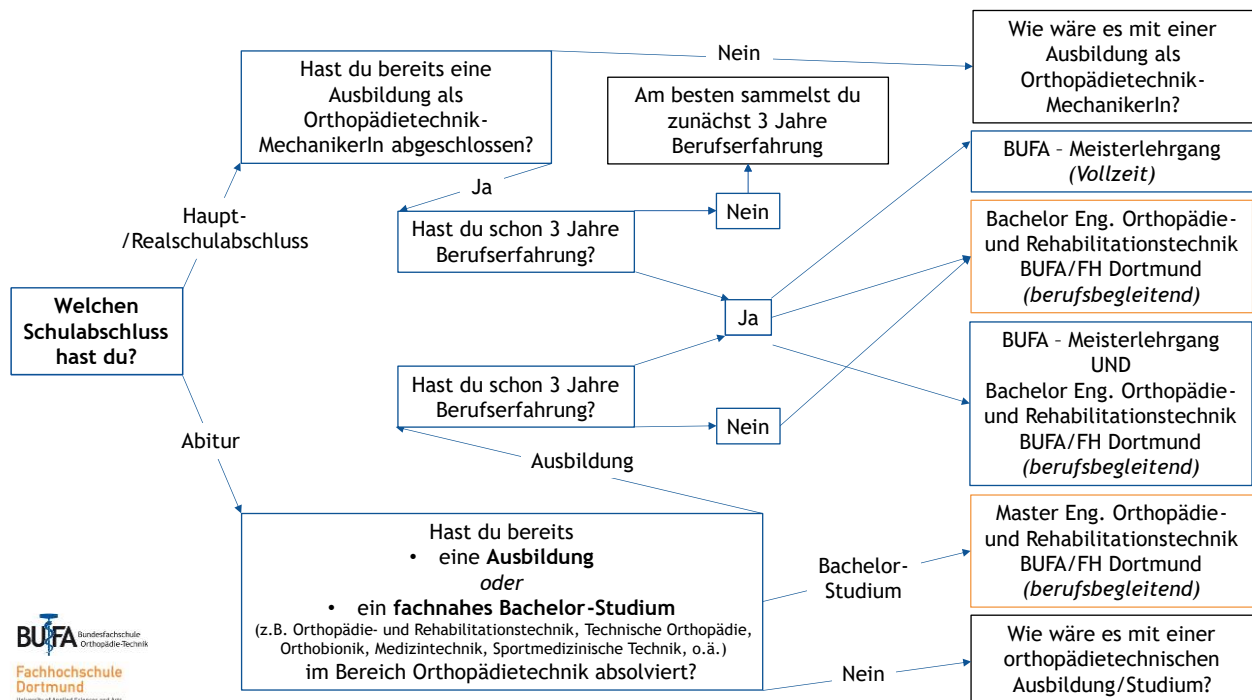 Wie wäre es mit einer
Ausbildung als
Orthopädietechnik-
MechanikerIn?
Nein
Hast du bereits eine
Ausbildung als
Orthopädietechnik-
MechanikerIn abgeschlossen?
Am besten sammelst du
zunächst 3 Jahre
Berufserfahrung
BUFA – Meisterlehrgang
(Vollzeit)
Ja
Haupt-
/Realschulabschluss
Nein
Hast du schon 3 Jahre
Berufserfahrung?
Bachelor Eng. Orthopädie-
und Rehabilitationstechnik
BUFA/FH Dortmund
(berufsbegleitend)
Welchen
Schulabschluss
hast du?
Ja
BUFA – Meisterlehrgang
UND
Bachelor Eng. Orthopädie-
und Rehabilitationstechnik
BUFA/FH Dortmund
(berufsbegleitend)
Hast du schon 3 Jahre
Berufserfahrung?
Nein
Abitur
Ausbildung
Hast du bereits
• eine Ausbildung
oder
• ein fachnahes Bachelor-Studium
(z.B. Orthopädie- und Rehabilitationstechnik, Technische Orthopädie,
Orthobionik, Medizintechnik, Sportmedizinische Technik, o.ä.)
im Bereich Orthopädietechnik absolviert?
Bachelor-
Studium
Master Eng. Orthopädie-
und Rehabilitationstechnik
BUFA/FH Dortmund
(berufsbegleitend)
Nein
Wie wäre es mit einer
orthopädietechnischen
Ausbildung/Studium?
BUFA Bundesfachschule
Orthopädie-Technik
Fachhochschule
Dortmund
University of Applied Sciences and Arts